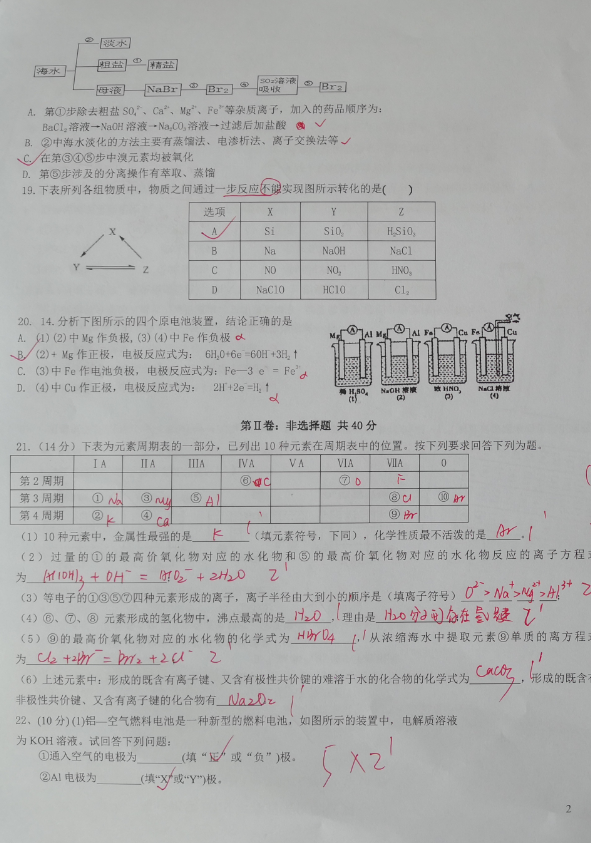 ② 淡水
海水 粗盐 ① 精盐
母液 NaBr ③ Br₂ ④ SO₂溶液吸收 ⑤ Br₂
A. 第①步除去粗盐SO₄²⁻、Ca²⁺、Mg²⁺、Fe³⁺等杂质离子，加入的药品顺序为：
BaCl₂溶液→NaOH溶液→Na₂CO₃溶液→过滤后加盐酸
B. ②中海水淡化的方法主要有蒸馏法、电渗析法、离子交换法等
C. 在第③④⑤步中溴元素均被氧化
D. 第⑤步涉及的分离操作有萃取、蒸馏
19.下表所列各组物质中，物质之间通过一步反应不能实现图所示转化的是( )
X
Y Z
选项 X Y Z
A Si SiO₂ H₂SiO₃
B Na NaOH NaCl
C NO NO₂ HNO₃
D NaClO HClO Cl₂
20. 14.分析下图所示的四个原电池装置，结论正确的是
A. (1)(2)中Mg作负极,(3)(4)中Fe作负极
B. (2)+ Mg作正极，电极反应式为： 6H₂O+6e⁻=6OH⁻+3H₂↑
C. (3)中Fe作电池负极，电极反应式为：Fe—3 e⁻ = Fe³⁺
D. (4)中Cu作正极，电极反应式为： 2H⁺+2e⁻=H₂↑
Mg A Al Mg A Al Fe A Cu Fe A Cu
稀H₂SO₄ NaOH溶液 浓HNO₃ NaCl溶液
(1) (2) (3) (4)
第Ⅱ卷：非选择题 共40分
21.（14分）下表为元素周期表的一部分，已列出10种元素在周期表中的位置。按下列要求回答下列为题。
ⅠA ⅡA ⅢA ⅣA ⅤA ⅥA ⅦA 0
第2周期 ⑥ C ⑦ O F
第3周期 ① Na ③ Mg ⑤ Al ⑧ Cl ⑩ Ar
第4周期 ② K ④ Ca ⑨ Br
（1）10种元素中，金属性最强的是 K （填元素符号，下同），化学性质最不活泼的是 Ar .
（2）过量的①的最高价氧化物对应的水化物和⑤的最高价氧化物对应的水化物反应的离子方程式
为 Al(OH)₃ + OH⁻ = AlO₂⁻ + 2H₂O 2'
（3）等电子的①③⑤⑦四种元素形成的离子，离子半径由大到小的顺序是（填离子符号） O²⁻ > Na⁺ > Mg²⁺ > Al³⁺ 2
（4）⑥、⑦、⑧ 元素形成的氢化物中，沸点最高的是 H₂O ，理由是 H₂O分子间存在氢键 2'
（5）⑨的最高价氧化物对应的水化物的化学式为 HBrO₄ ，从浓缩海水中提取元素⑨单质的离方程式
为 Cl₂ + 2Br⁻ = Br₂ + 2Cl⁻ 2'
（6）上述元素中：形成的既含有离子键、又含有极性共价键的难溶于水的化合物的化学式为 CaCO₃ ，形成的既含有
非极性共价键、又含有离子键的化合物有 Na₂O₂ 1'
22、(10分)(1)铝—空气燃料电池是一种新型的燃料电池，如图所示的装置中，电解质溶液
为KOH溶液。试回答下列问题：
①通入空气的电极为 (填“正”或“负”)极。
②Al电极为 (填“X”或“Y”)极。
5×2'
2